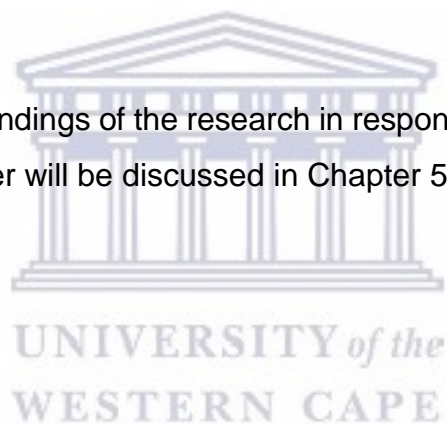 ndings of the research in respon
er will be discussed in Chapter 5
UNIVERSITY of the
WESTERN CAPE